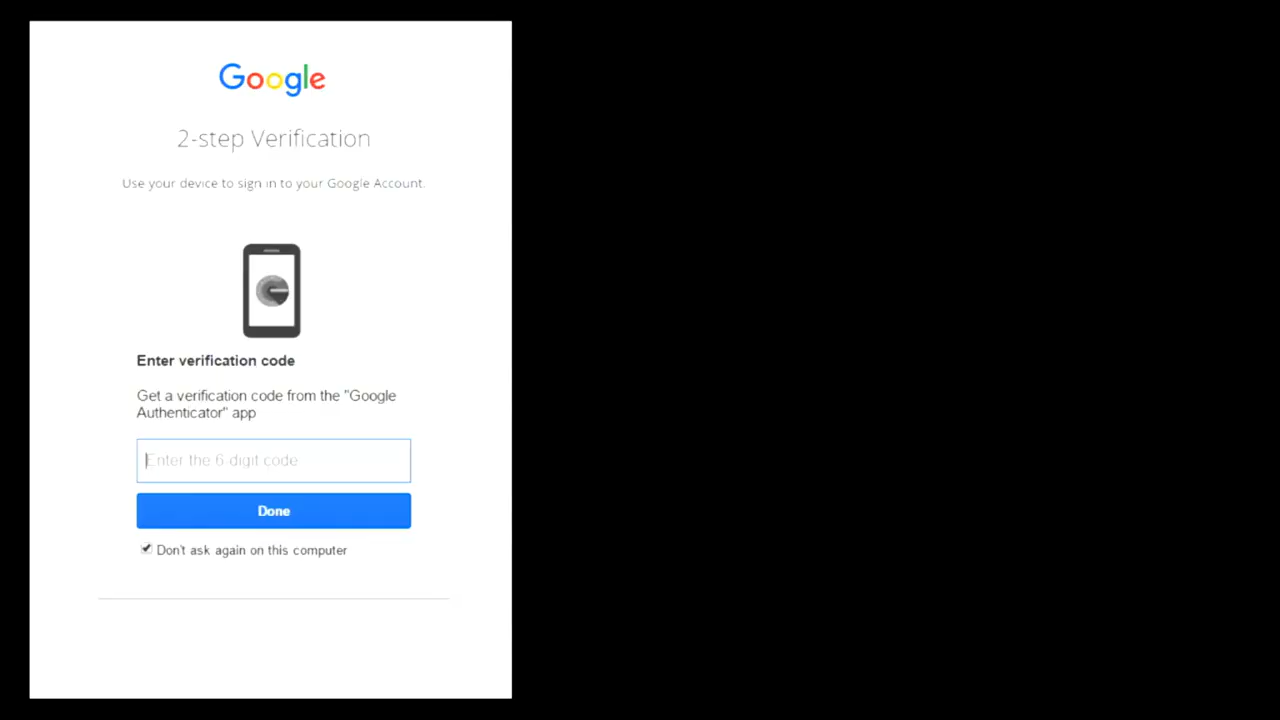 Google
2-step Verification
Use your device to sign in to your Google Account.
Enter verification code
Get a verification code from the "Google
Authenticator" app
Enter the 6-digit code
Done
Don't ask again on this computer